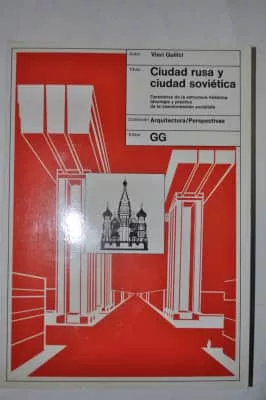 Autor Vieri Quilici
Título Ciudad rusa y
ciudad soviética
Caracteres de la estructura histórica
Ideología y práctica
de la transformación socialista
Colección Arquitectura/Perspectivas
Editor GG